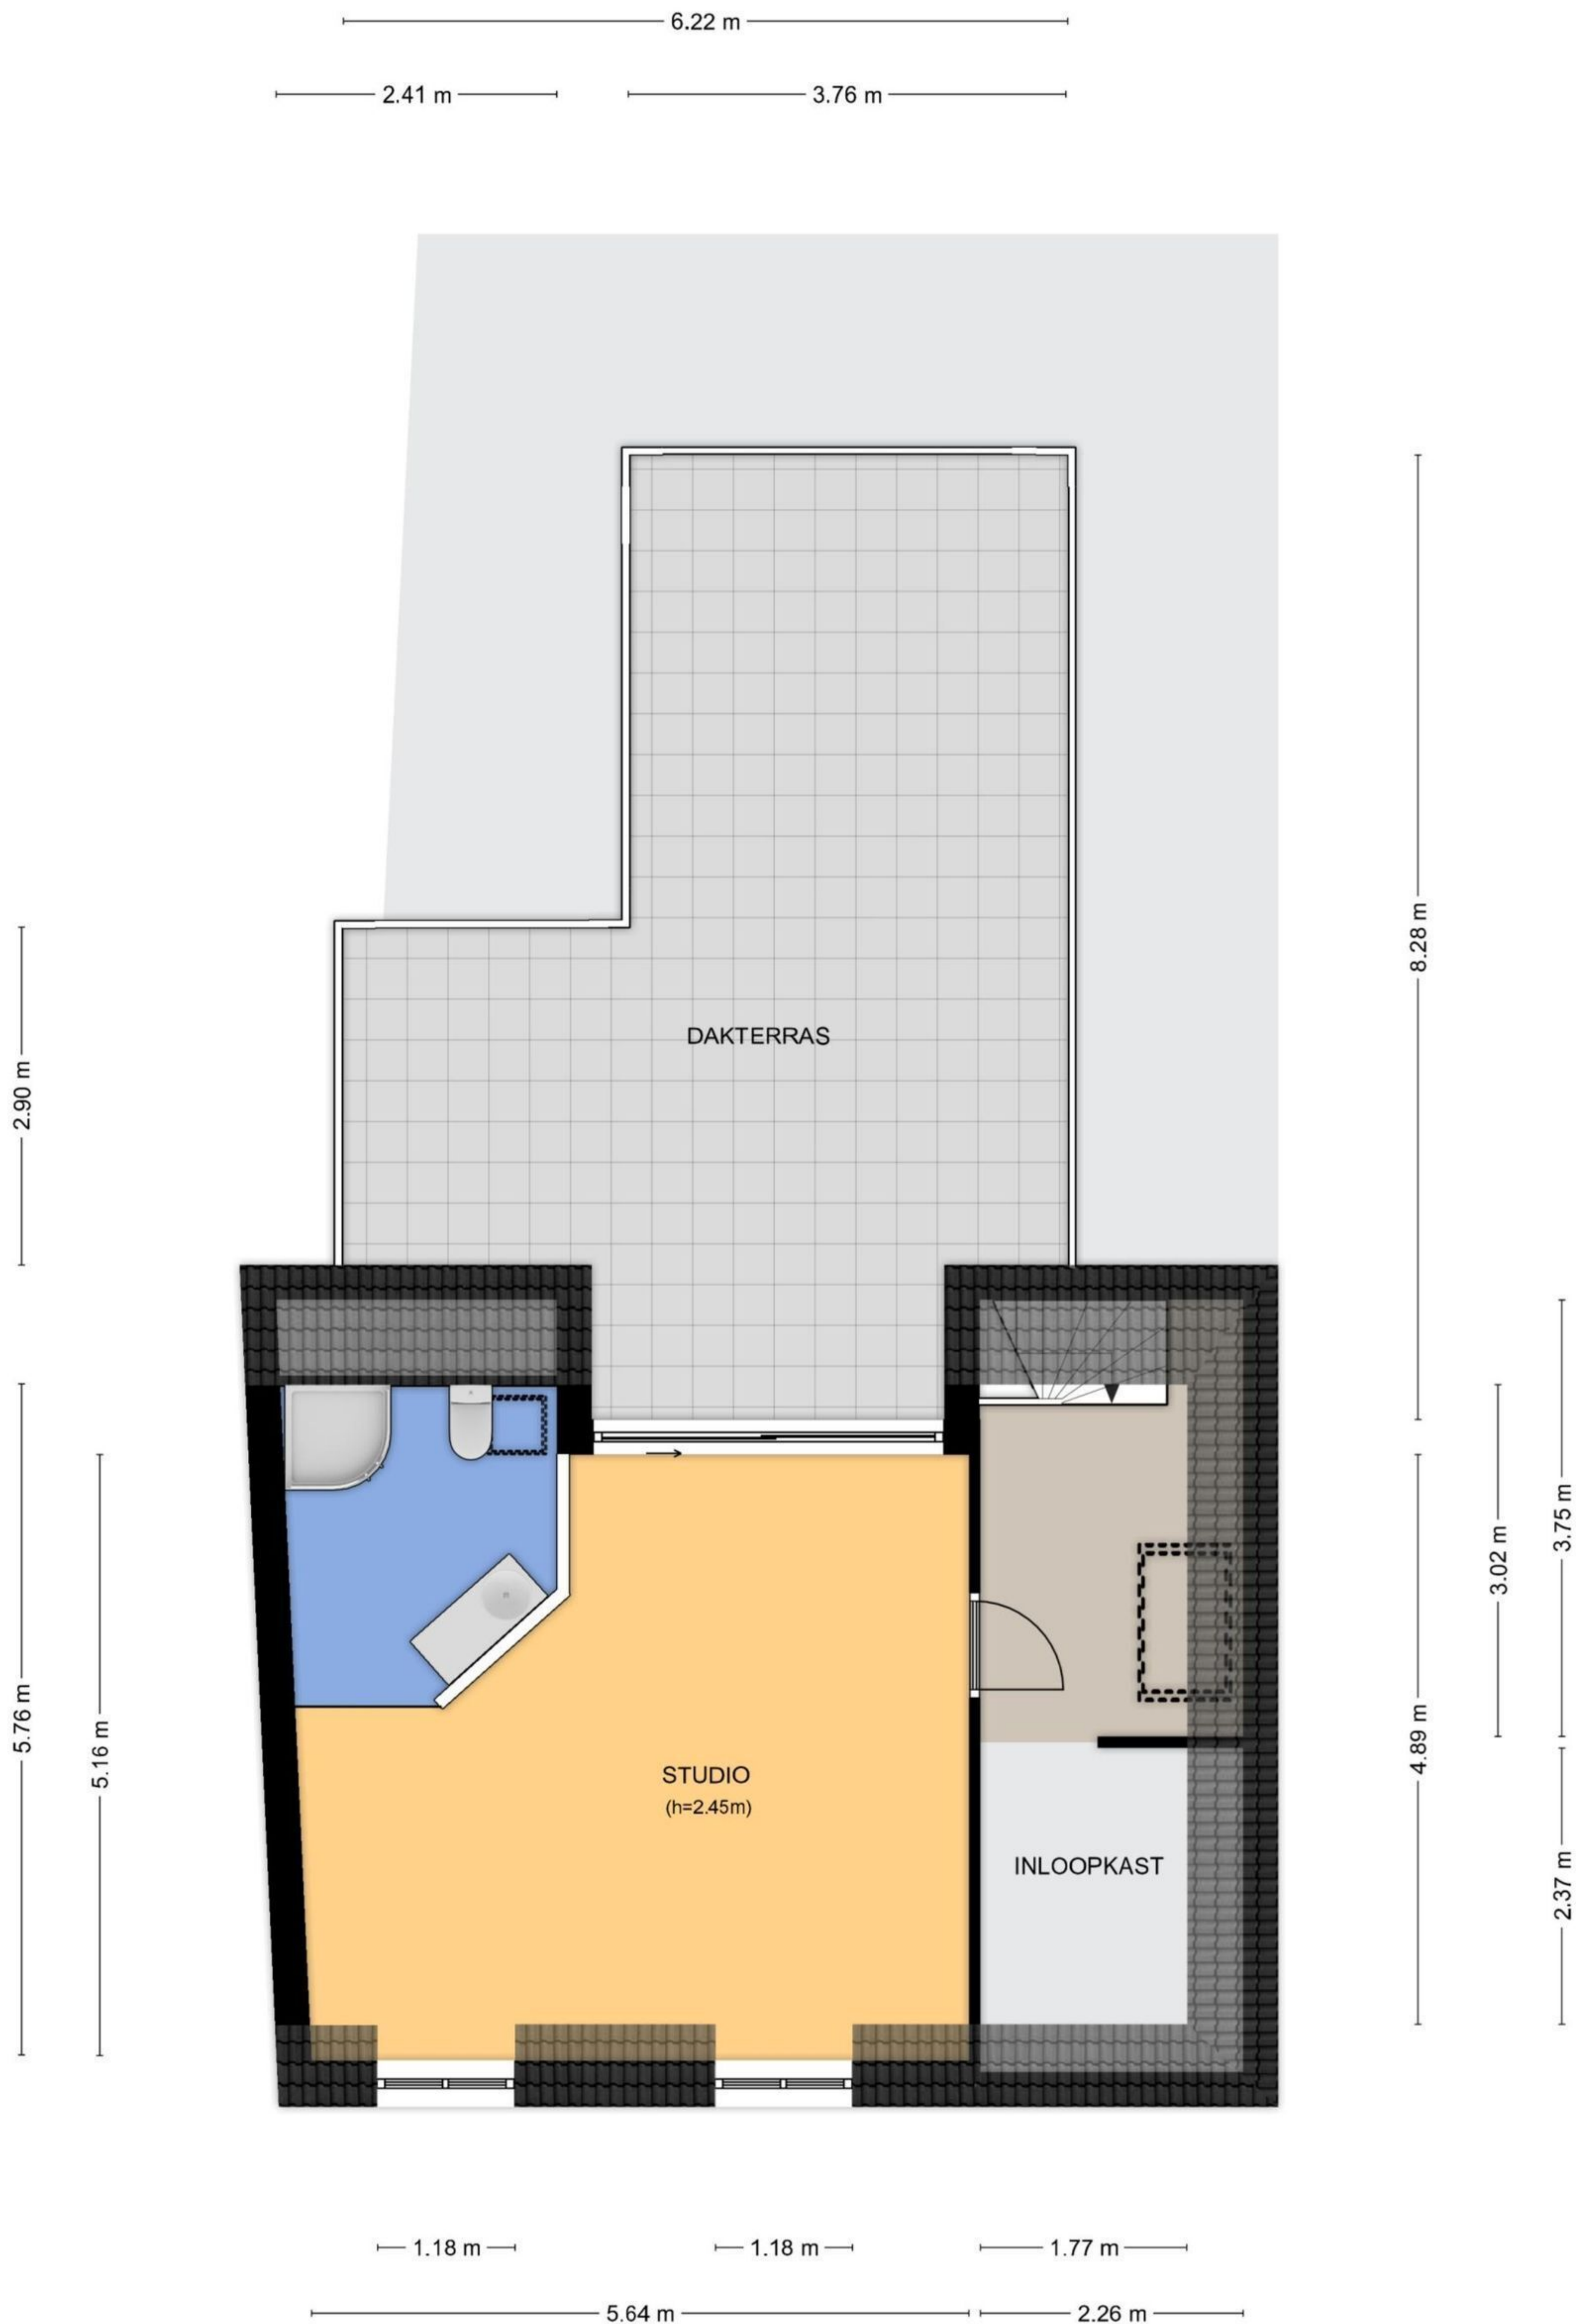 6.22 m
2.41 m
3.76 m
8.28 m
DAKTERRAS
2.90 m
3.75 m
3.02 m
5.76 m
5.16 m
4.89 m
STUDIO
(h=2.45m)
INLOOPKAST
2.37 m
1.18 m
1.18 m
1.77 m
5.64 m
2.26 m